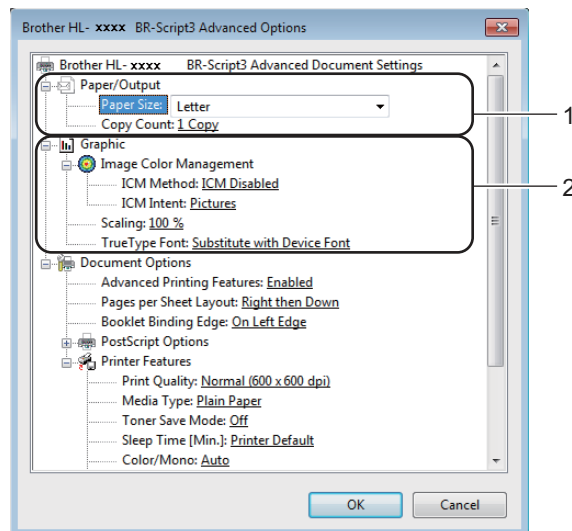 Brother HL- xxxx BR-Script3 Advanced Options
Brother HL- xxxx BR-Script3 Advanced Document Settings
Paper/Output
Paper Size: Letter
Copy Count: 1 Copy
1
Graphic
Image Color Management
ICM Method: ICM Disabled
2
ICM Intent: Pictures
Scaling: 100 %
TrueType Font: Substitute with Device Font
Document Options
Advanced Printing Features: Enabled
Pages per Sheet Layout: Right then Down
Booklet Binding Edge: On Left Edge
PostScript Options
Printer Features
Print Quality: Normal (600 x 600 dpi)
Media Type: Plain Paper
Toner Save Mode: Off
Sleep Time [Min.]: Printer Default
Color/Mono: Auto
OK Cancel